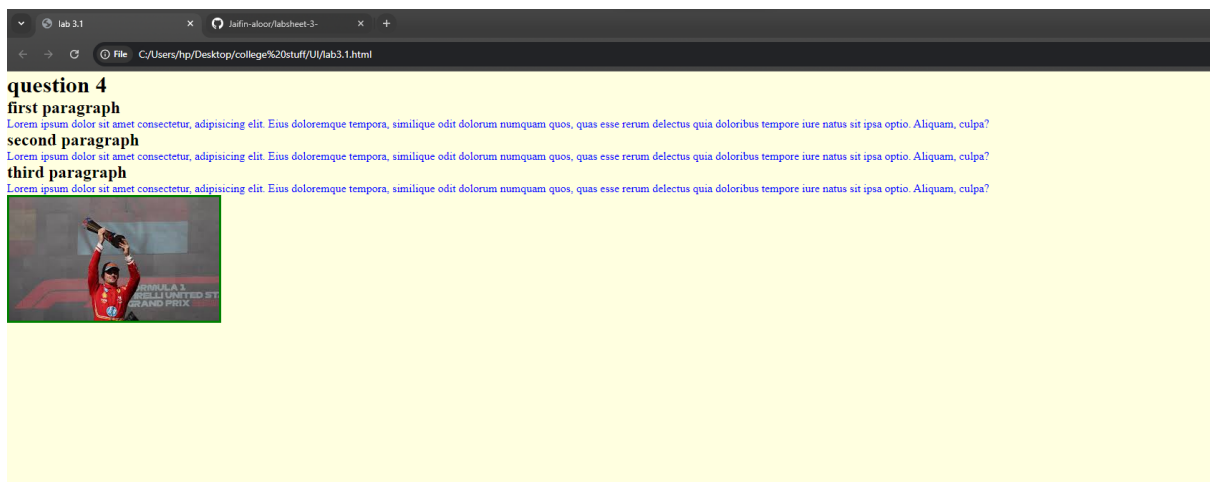 lab 3.1
Jaifin-aloor/labsheet-3-
File C:/Users/hp/Desktop/college%20stuff/UI/lab3.1.html
question 4
first paragraph
Lorem ipsum dolor sit amet consectetur, adipisicing elit. Eius doloremque tempora, similique odit dolorum numquam quos, quas esse rerum delectus quia doloribus tempore iure natus sit ipsa optio. Aliquam, culpa?
second paragraph
Lorem ipsum dolor sit amet consectetur, adipisicing elit. Eius doloremque tempora, similique odit dolorum numquam quos, quas esse rerum delectus quia doloribus tempore iure natus sit ipsa optio. Aliquam, culpa?
third paragraph
Lorem ipsum dolor sit amet consectetur, adipisicing elit. Eius doloremque tempora, similique odit dolorum numquam quos, quas esse rerum delectus quia doloribus tempore iure natus sit ipsa optio. Aliquam, culpa?
ORMULA 1
RELLI UNITED ST
GRAND PRIX